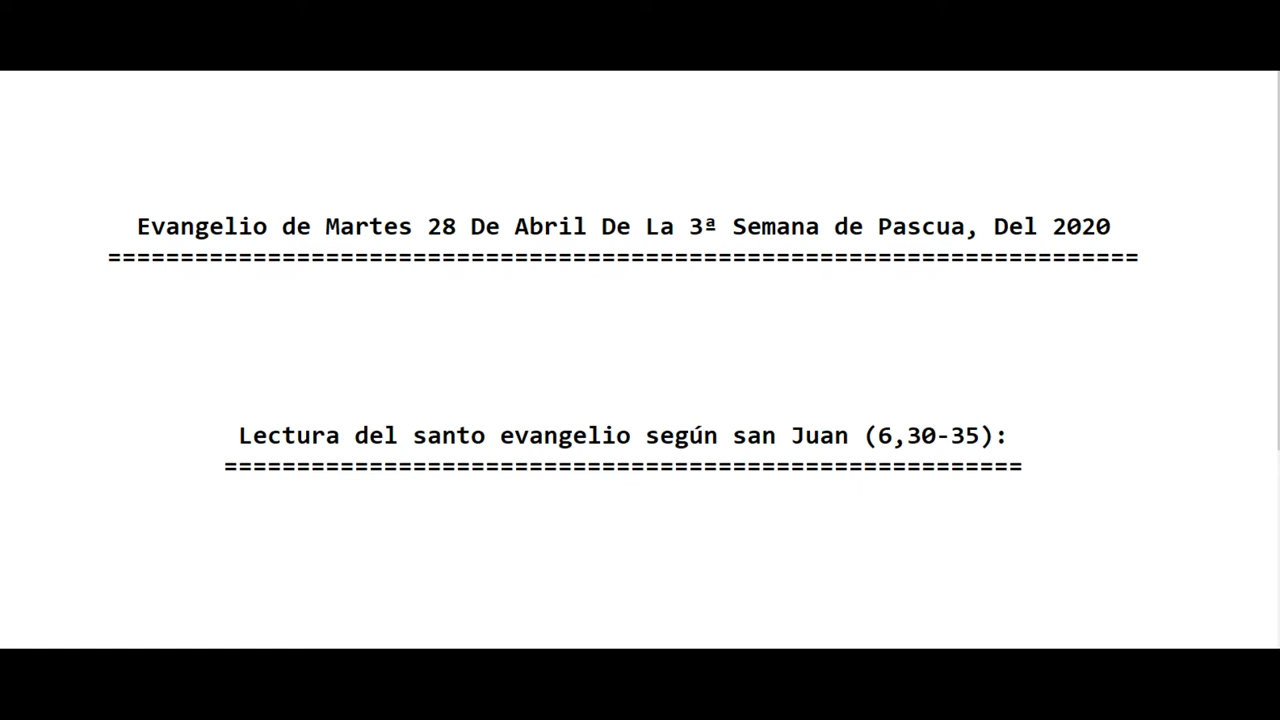 Evangelio de Martes 28 De Abril De La 3ª Semana de Pascua, Del 2020
=======================================================================
Lectura del santo evangelio según san Juan (6,30-35):
=======================================================